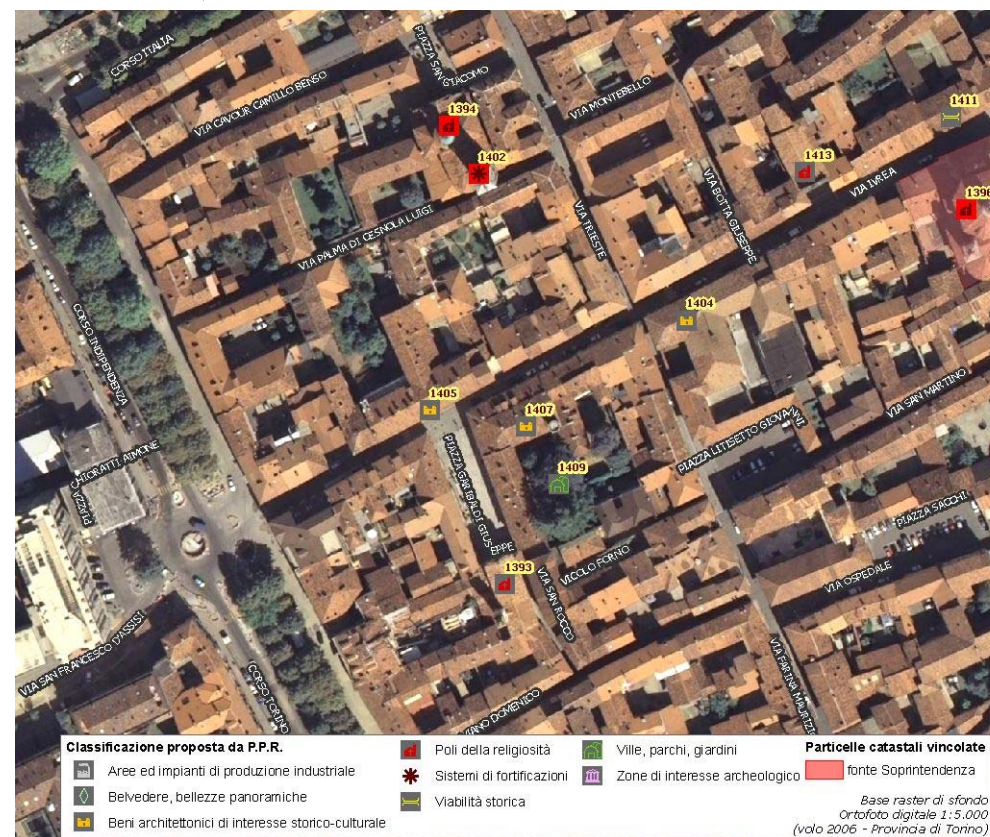 CORSO ITALIA
PIAZZA SAN GIACOMO
VIA CAVOUR CAMILLO BENSO
VIA MONTEBELLO
1394
1411
1402
1413
VIA IVREA
VIA BOTTA GIUSEPPE
1396
VIA PALMA DI CESNOLA LUIGI
VIA TRIESTE
1404
CORSO INDIPENDENZA
1405
1407
VIA SAN MARTINO
PIAZZA LITISETTO GIOVANNI
PIAZZA CHIORATTI AIMONE
PIAZZA GARIBALDI GIUSEPPE
1409
PIAZZA SACCHI
VICOLO FORNO
1393
VIA OSPEDALE
VIA SAN ROCCO
VIA SAN FRANCESCO D'ASSISI
CORSO TORINO
VIA FARINA MAURIZI
IANO DOMENICO
Classificazione proposta da P.P.R.
Aree ed impianti di produzione industriale
Belvedere, bellezze panoramiche
Beni architettonici di interesse storico-culturale
Poli della religiosità
Sistemi di fortificazioni
Viabilità storica
Ville, parchi, giardini
Zone di interesse archeologico
Particelle catastali vincolate
fonte Soprintendenza
Base raster di sfondo
Ortofoto digitale 1:5.000
(volo 2006 - Provincia di Torino)